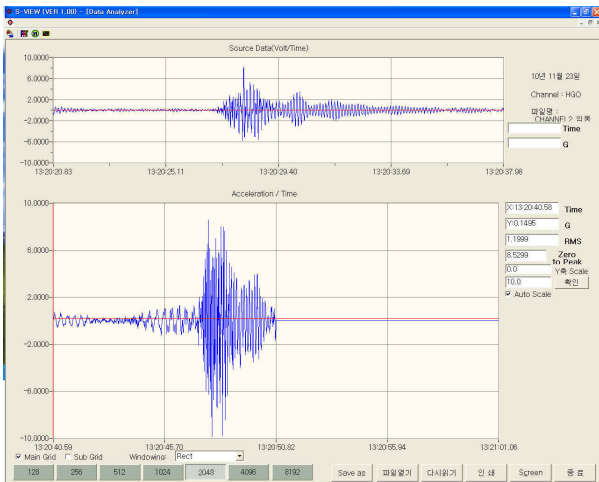 S-VIEW (VER 1.00) - [Data Analyzer]
Source Data(Volt/Time)
10.0000
6.0000
2.0000
-2.0000
-6.0000
-10.0000
13:20:20.83
13:20:25.11
13:20:29.40
13:20:33.69
13:20:37.98
10년 11월 23일
Channel : HGO
파일명 :
CHANNEL2 외통
Time
G
Acceleration / Time
10.0000
6.0000
2.0000
-2.0000
-6.0000
-10.0000
13:20:40.59
13:20:45.70
13:20:50.82
13:20:55.94
13:21:01.06
X:13:20:40.58 Time
Y:0.1495 G
1.1999 RMS
8.5299 Zero to Peak
0.0 Y축 Scale
10.0 확인
Auto Scale
Main Grid Sub Grid Windowing: Rect
128 256 512 1024 2048 4096 8192 Save as 파일열기 다시읽기 인 쇄 Screen 종 료